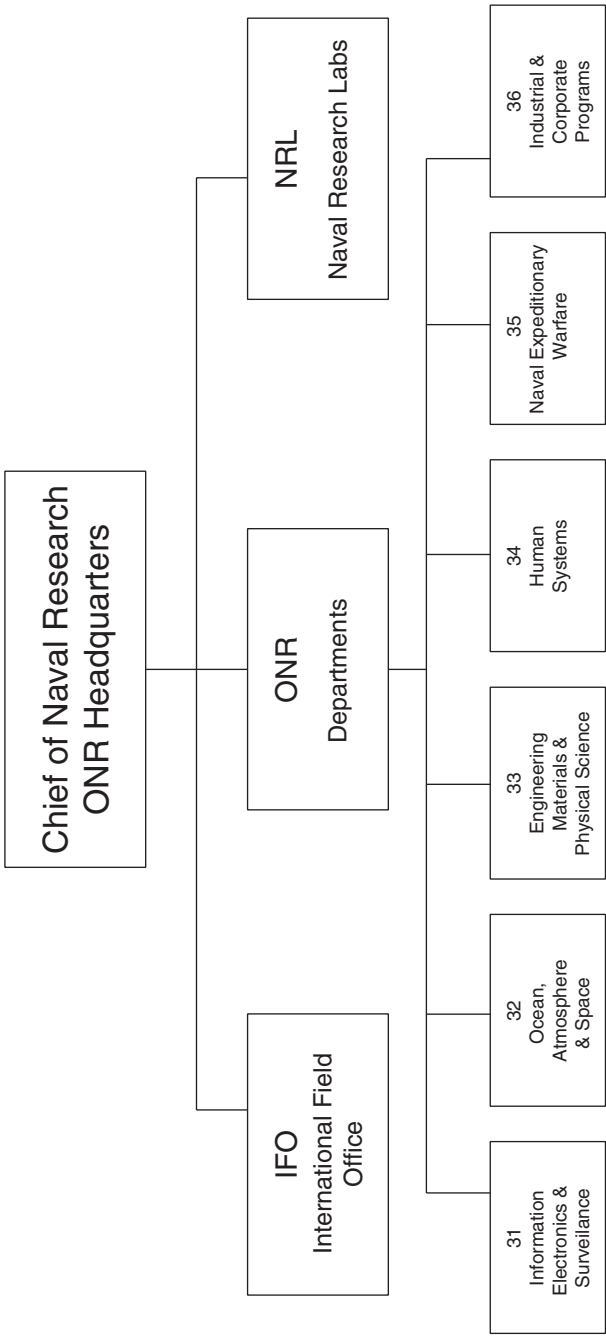 Chief of Naval Research
ONR Headquarters
IFO
International Field
Office
ONR
Departments
NRL
Naval Research Labs
31
Information
Electronics &
Surveilance
32
Ocean,
Atmosphere
& Space
33
Engineering
Materials &
Physical Science
34
Human
Systems
35
Naval Expeditionary
Warfare
36
Industrial &
Corporate
Programs